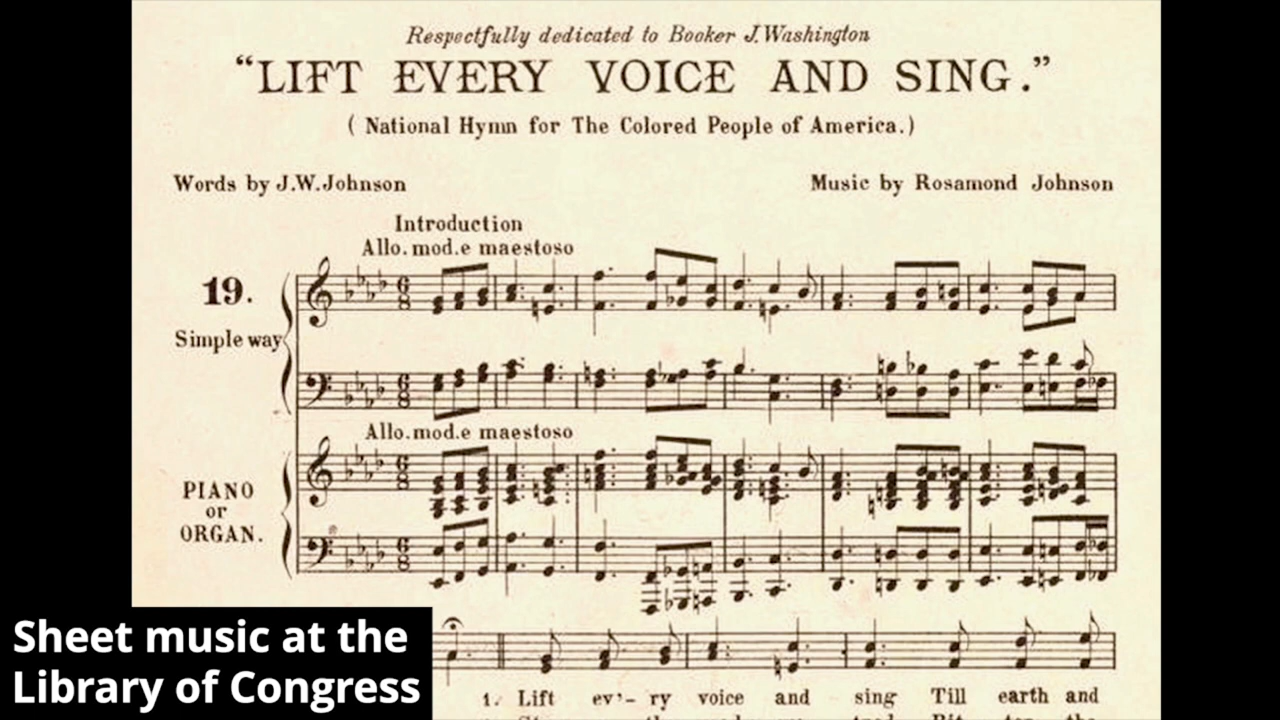 Respectfully dedicated to Booker J. Washington
“LIFT EVERY VOICE AND SING.”
( National Hymn for The Colored People of America.)
Words by J.W. Johnson
Music by Rosamond Johnson
Introduction
Allo. mod. e maestoso
19.
Simple way
Allo. mod. e maestoso
PIANO
or
ORGAN.
1. Lift ev'- ry voice and sing Till earth and
Sheet music at the
Library of Congress